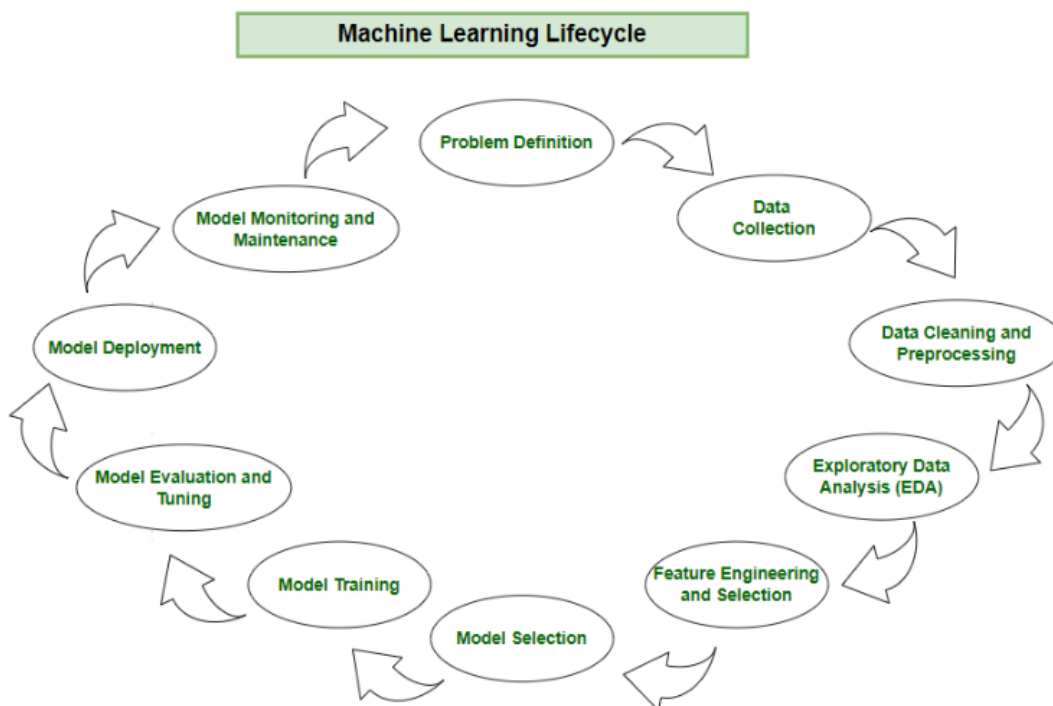 Machine Learning Lifecycle
Problem Definition
Data
Collection
Data Cleaning and
Preprocessing
Exploratory Data
Analysis (EDA)
Feature Engineering
and Selection
Model Selection
Model Training
Model Evaluation and
Tuning
Model Deployment
Model Monitoring and
Maintenance